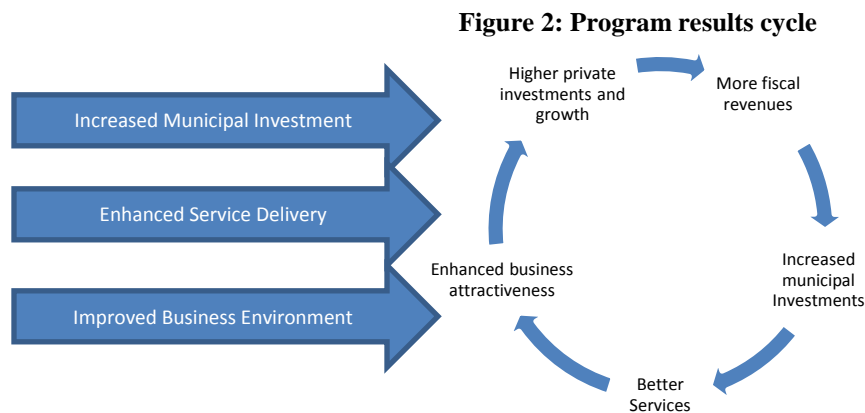 Figure 2: Program results cycle
Increased Municipal Investment
Enhanced Service Delivery
Improved Business Environment
Higher private
investments and
growth
More fiscal
revenues
Increased
municipal
Investments
Better
Services
Enhanced business
attractiveness